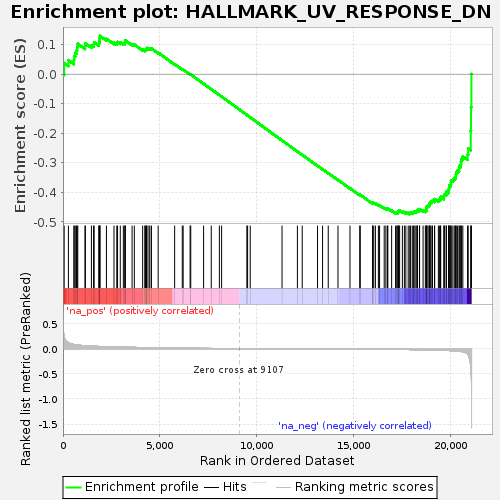 Enrichment plot: HALLMARK_UV_RESPONSE_DN
Enrichment score (ES)
0.1
0.0
-0.1
-0.2
-0.3
-0.4
-0.5
'na_pos' (positively correlated)
Ranked list metric (PreRanked)
0.5
0.0
-0.5
-1.0
-1.5
Zero cross at 9107
'na_neg' (negatively correlated)
0
5,000
10,000
15,000
20,000
Rank in Ordered Dataset
Enrichment profile
Hits
Ranking metric scores